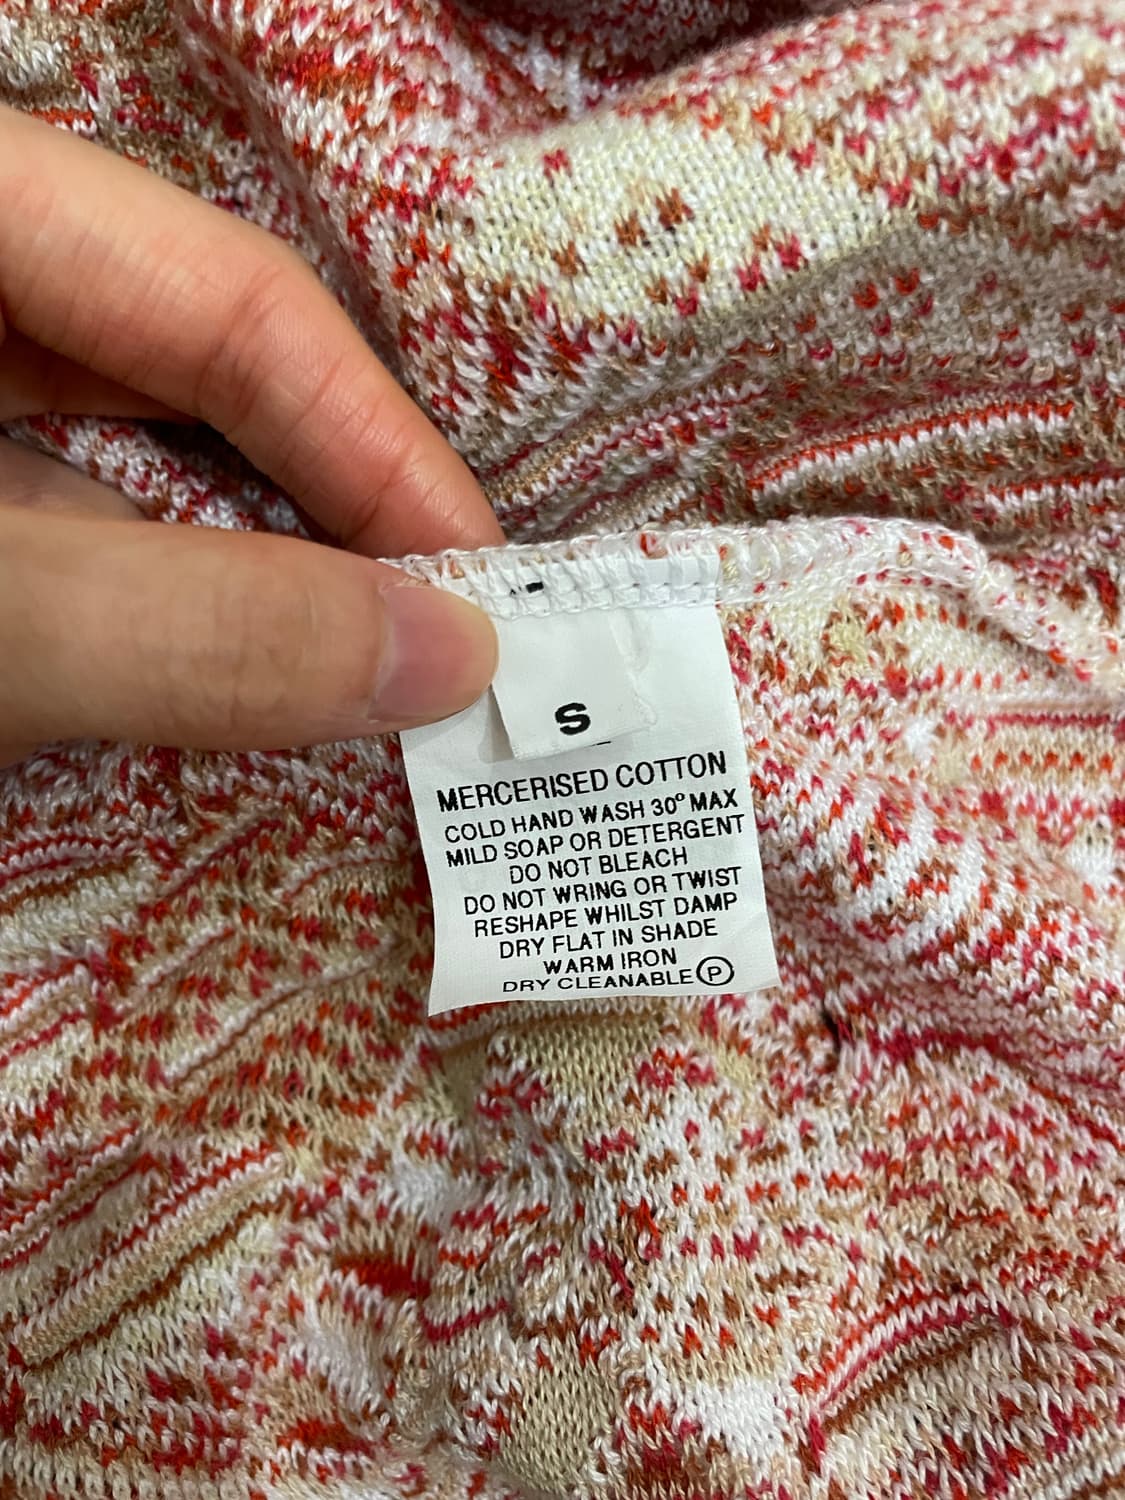 S
MERCERISED COTTON
COLD HAND WASH 30° MAX
MILD SOAP OR DETERGENT
DO NOT BLEACH
DO NOT WRING OR TWIST
RESHAPE WHILST DAMP
DRY FLAT IN SHADE
WARM IRON
DRY CLEANABLE Ⓟ